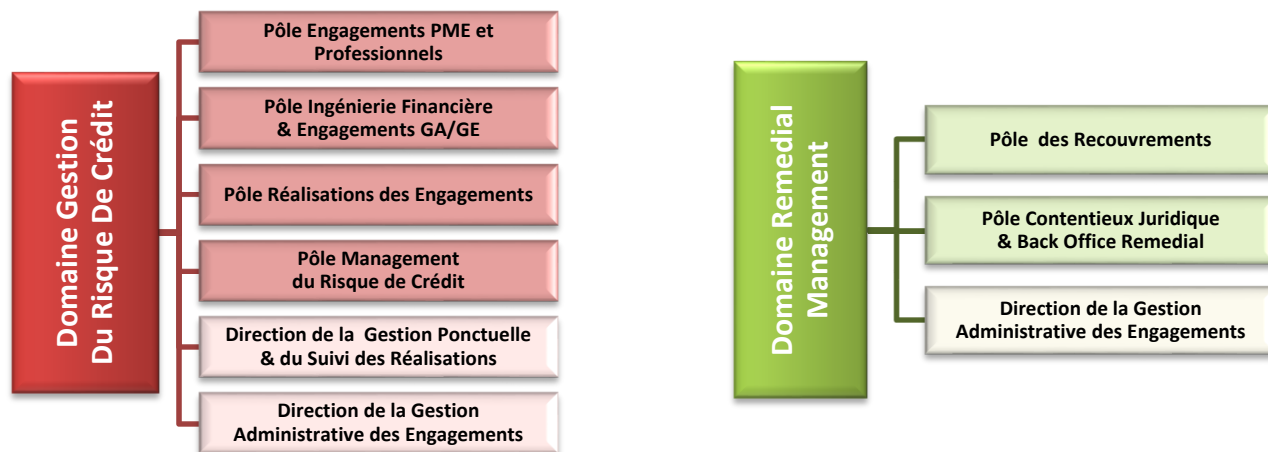 Domaine Gestion
Du Risque De Crédit
Pôle Engagements PME et
Professionnels
Pôle Ingénierie Financière
& Engagements GA/GE
Pôle Réalisations des Engagements
Pôle Management
du Risque de Crédit
Direction de la Gestion Ponctuelle
& du Suivi des Réalisations
Direction de la Gestion
Administrative des Engagements
Domaine Remedial
Management
Pôle des Recouvrements
Pôle Contentieux Juridique
& Back Office Remedial
Direction de la Gestion
Administrative des Engagements